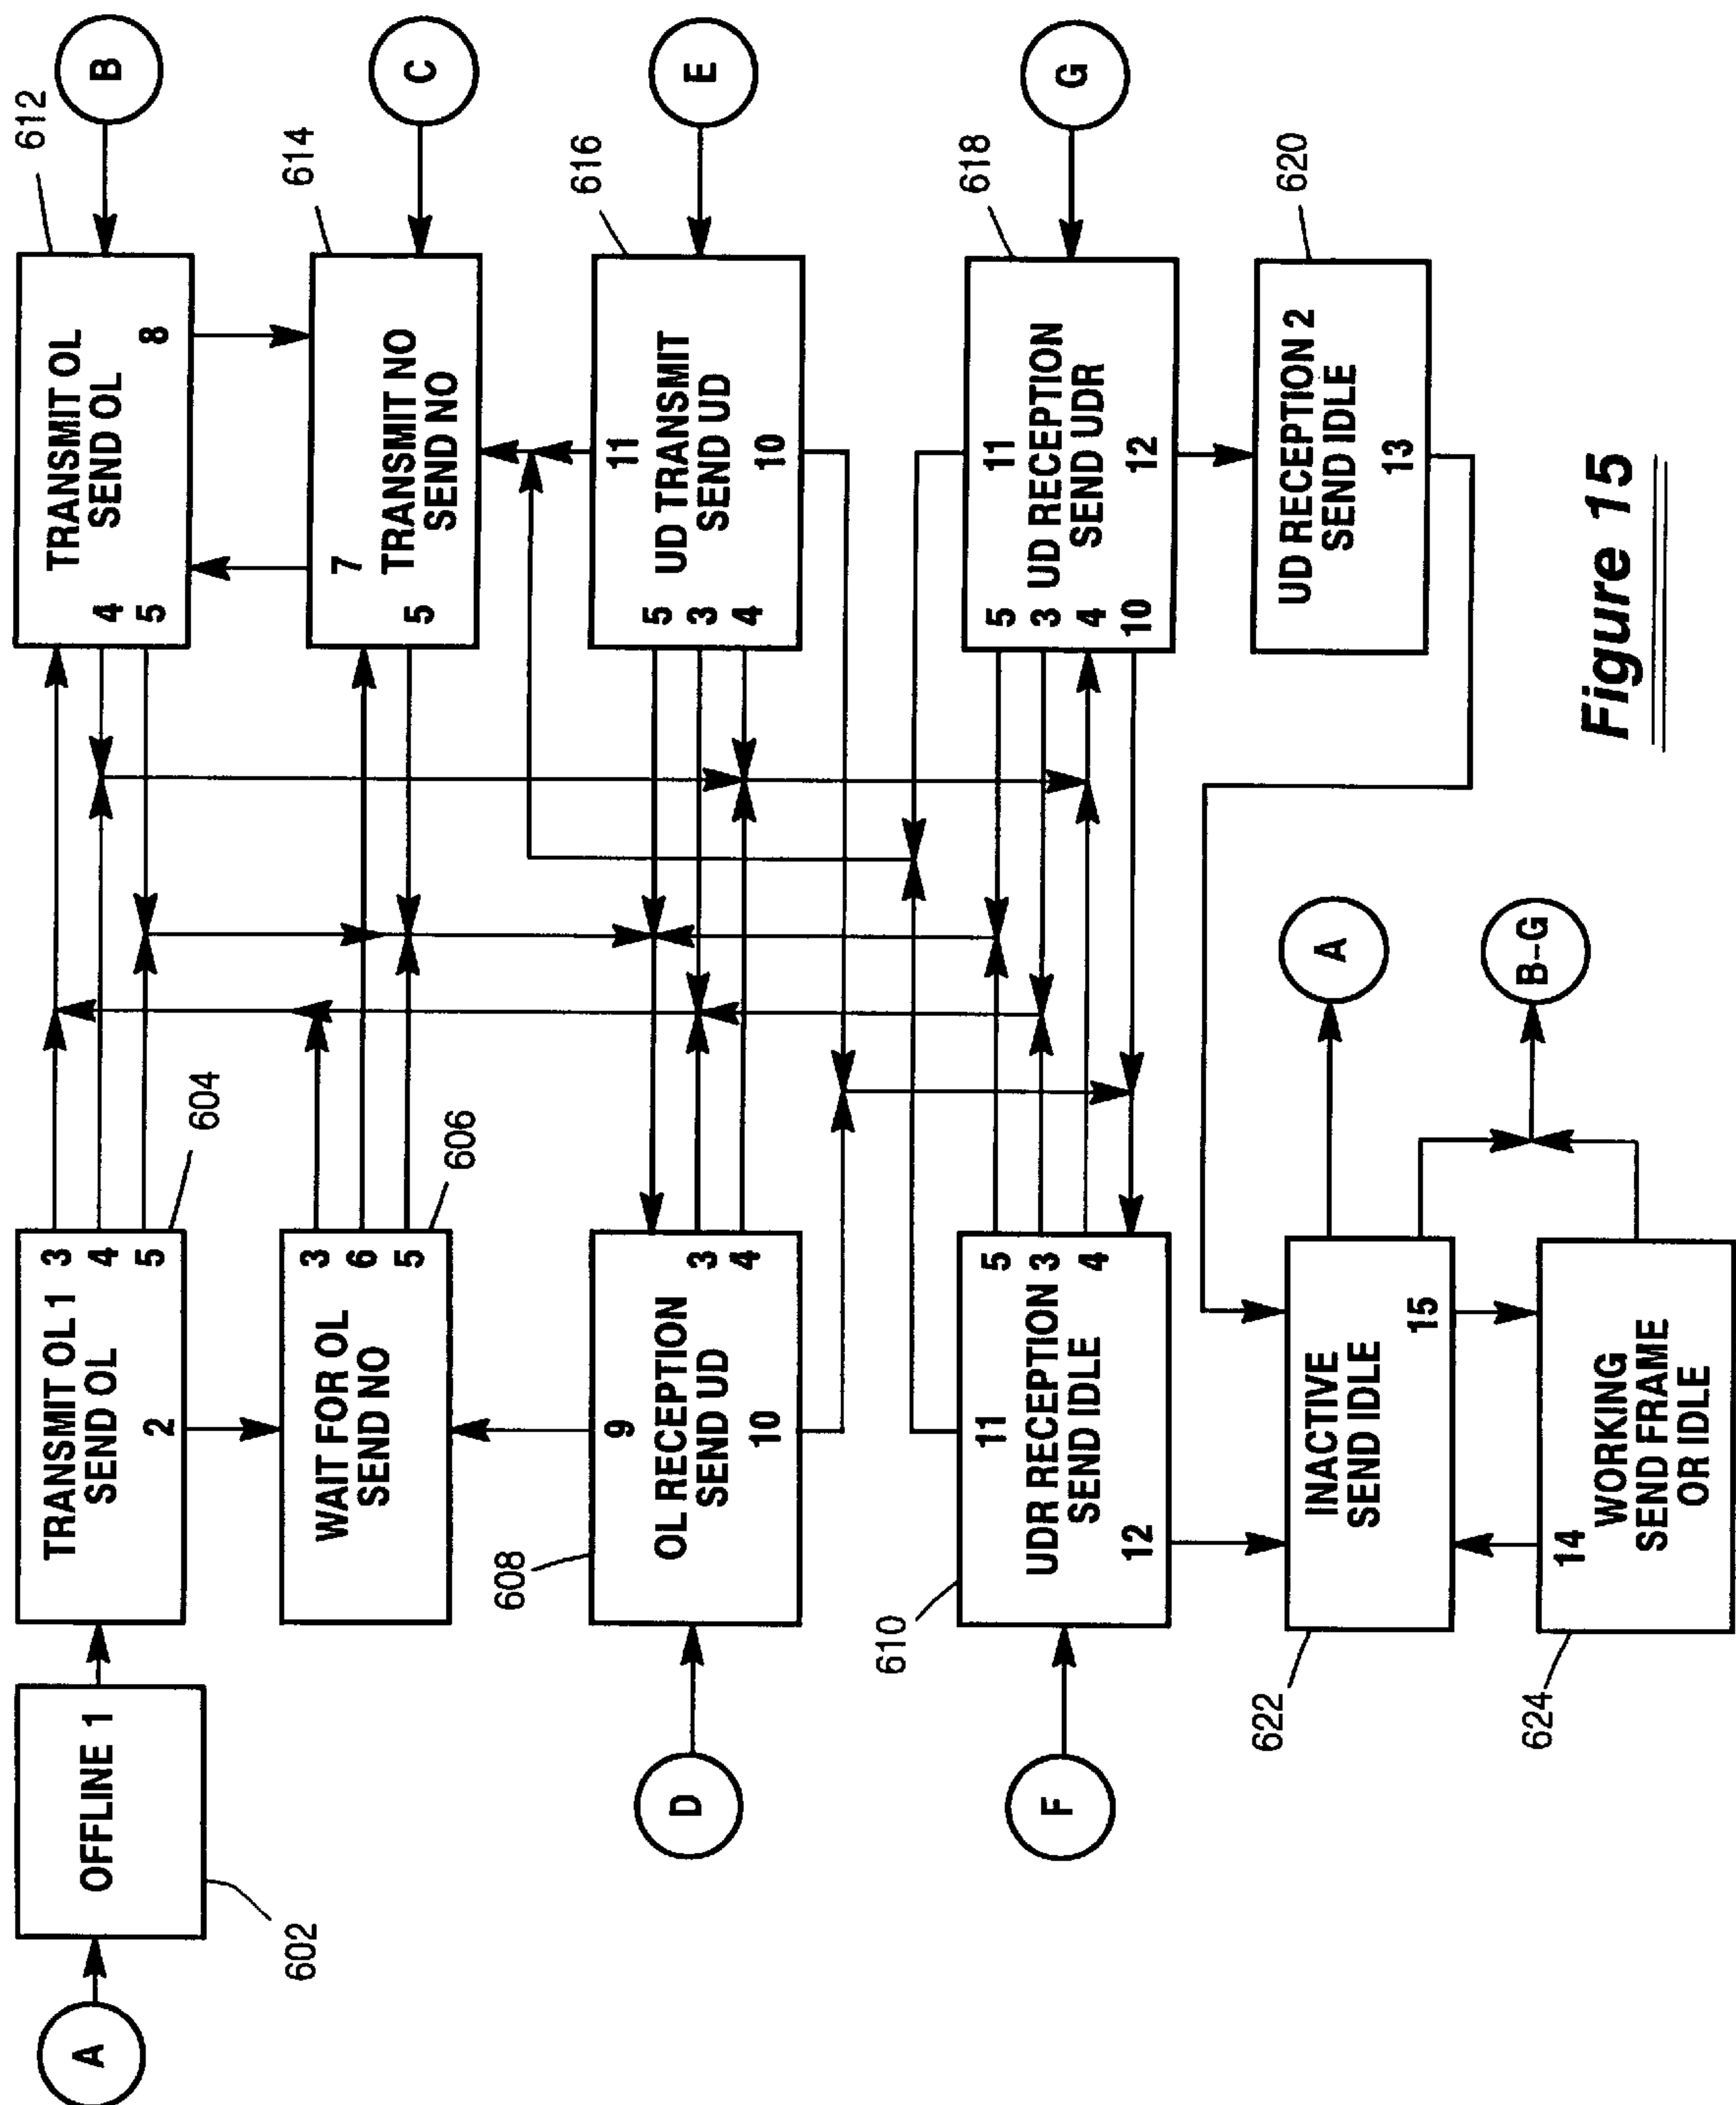 A
OFFLINE 1
602
TRANSMIT OL 1
SEND OL
2
3
4
5
604
TRANSMIT OL
SEND OL
4
5
8
612
B
WAIT FOR OL
SEND NO
3
6
5
606
7
TRANSMIT NO
SEND NO
5
614
C
D
608
9
OL RECEPTION
SEND UD
10
3
4
11
UD TRANSMIT
SEND UD
10
5
3
4
616
E
F
610
11
UDR RECEPTION
SEND IDLE
12
5
3
4
11
UD RECEPTION
SEND UDR
12
5
3
4
10
618
G
622
INACTIVE
SEND IDLE
15
A
UD RECEPTION 2
SEND IDLE
13
620
624
14
WORKING
SEND FRAME
OR IDLE
B-G
Figure 15